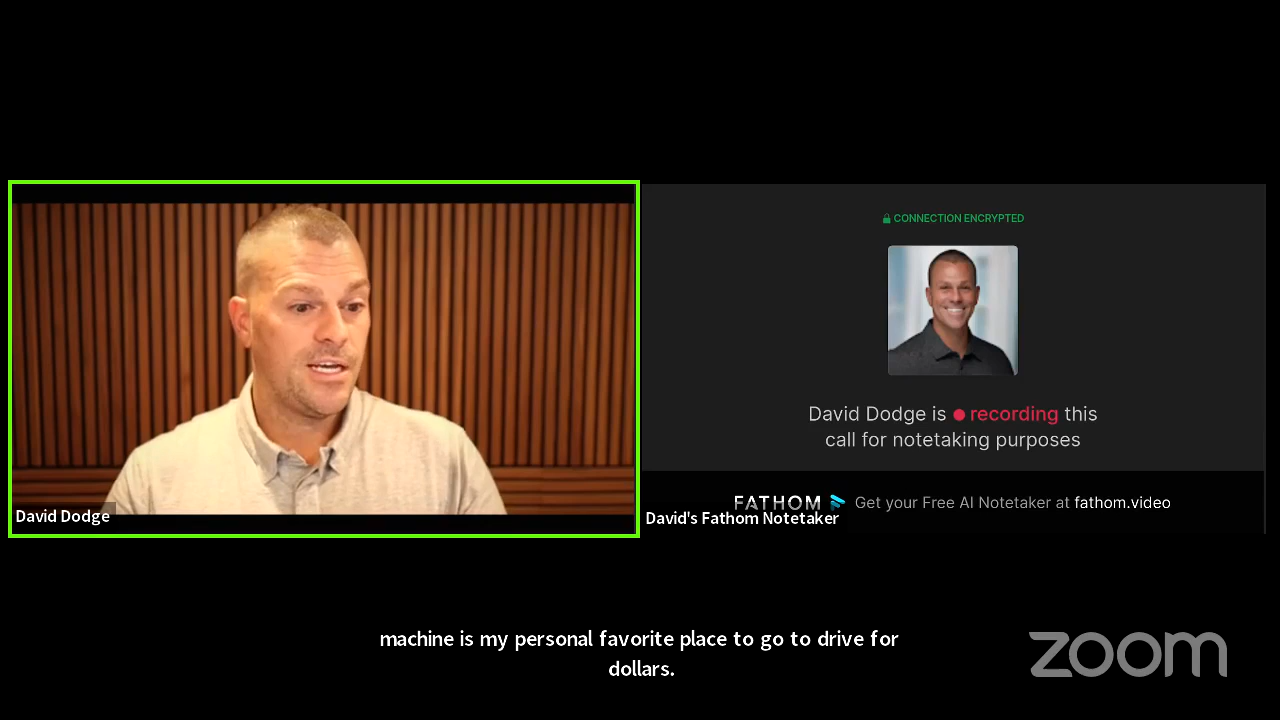 CONNECTION ENCRYPTED
David Dodge is recording this
call for notetaking purposes
FATHOM Get your Free AI Notetaker at fathom.video
David Dodge
David's Fathom Notetaker
machine is my personal favorite place to go to drive for
dollars.
zoom